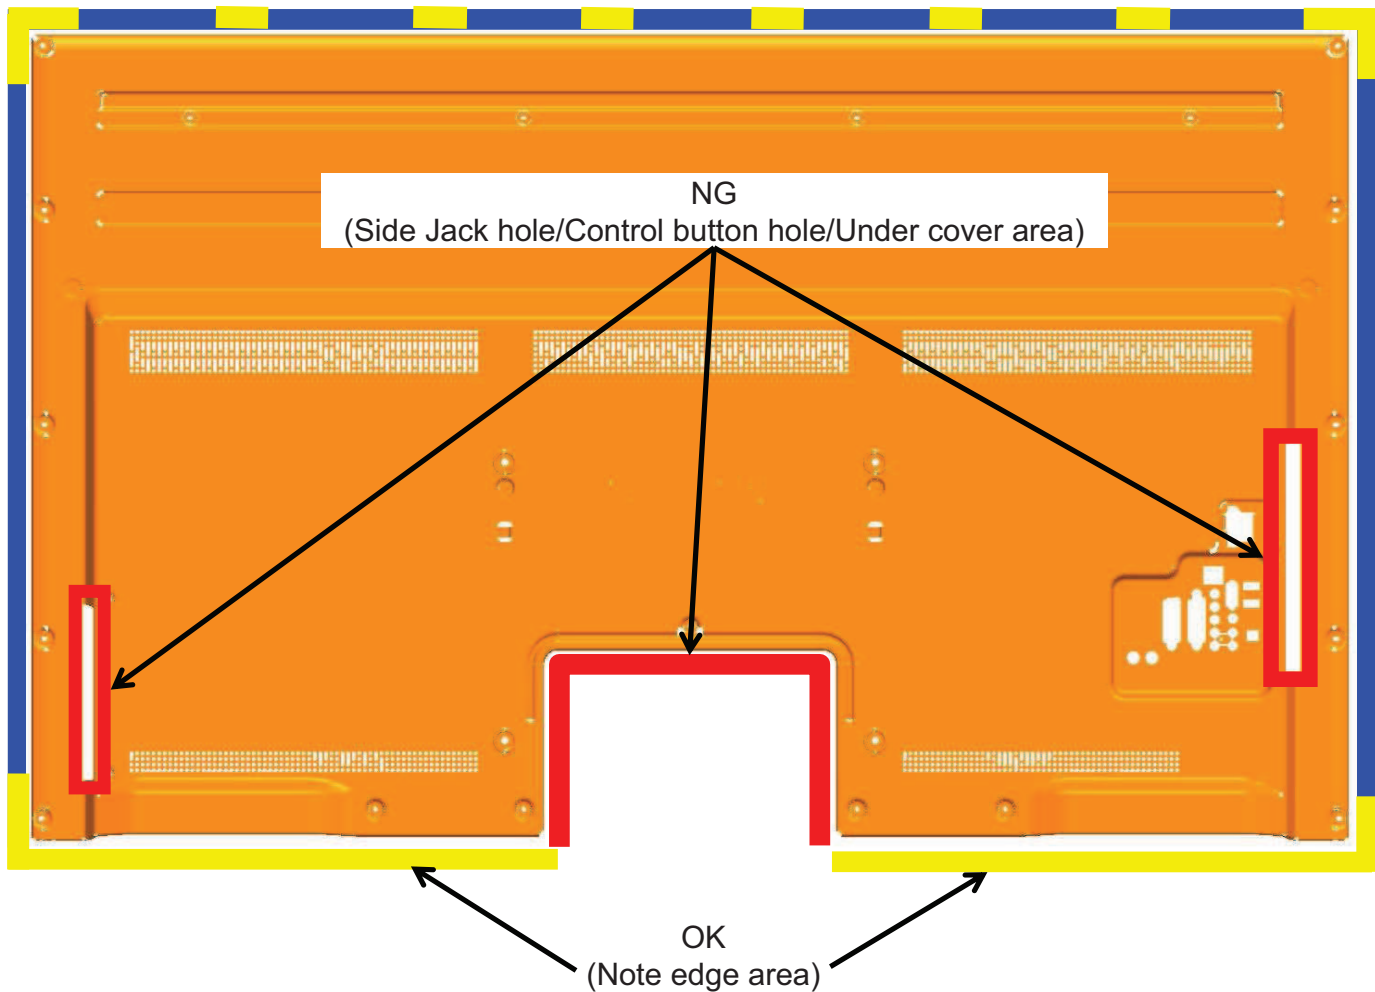 NG
(Side Jack hole/Control button hole/Under cover area)
OK
(Note edge area)